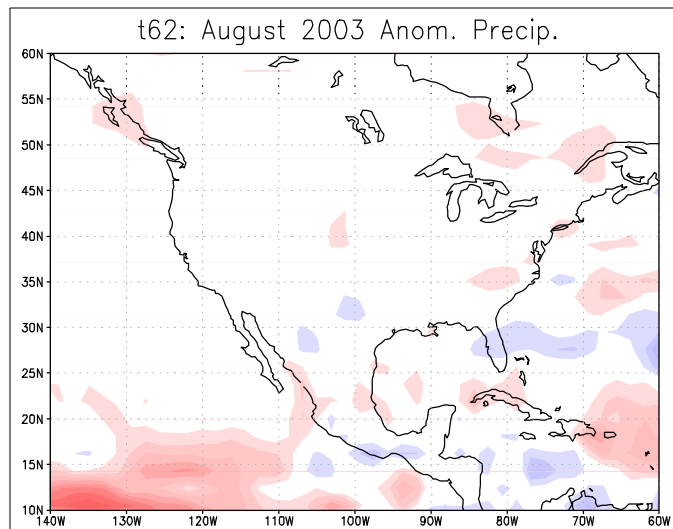 t62: August 2003 Anom. Precip.
60N
55N
50N
45N
40N
35N
30N
25N
20N
15N
10N
140W 130W 120W 110W 100W 90W 80W 70W 60W